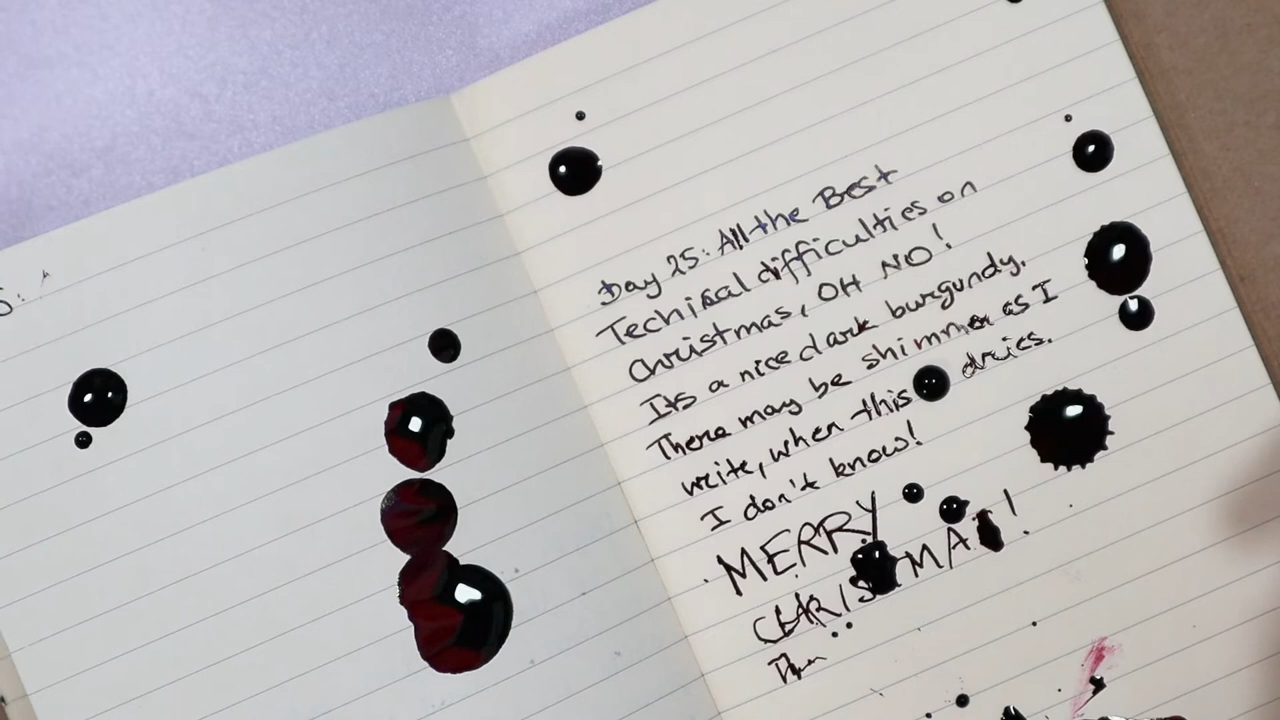 Day 25: All the Best
Techincal difficulties on
Christmas, OH NO!
Its a nice dark burgundy.
There may be shimmer as I
write, when this dries.
I don't know!
MERRY
CHRISTMAS!